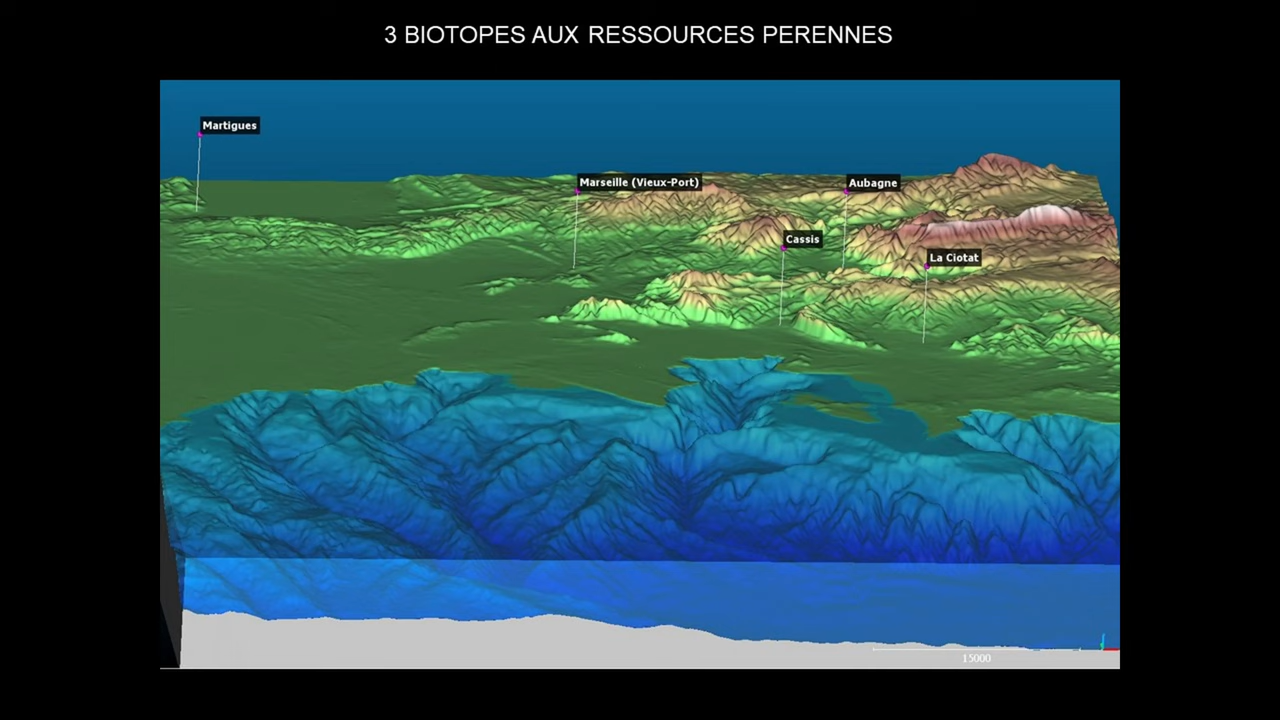 3 BIOTOPES AUX RESSOURCES PERENNES
Martigues
Marseille (Vieux-Port)
Aubagne
Cassis
La Ciotat
15000